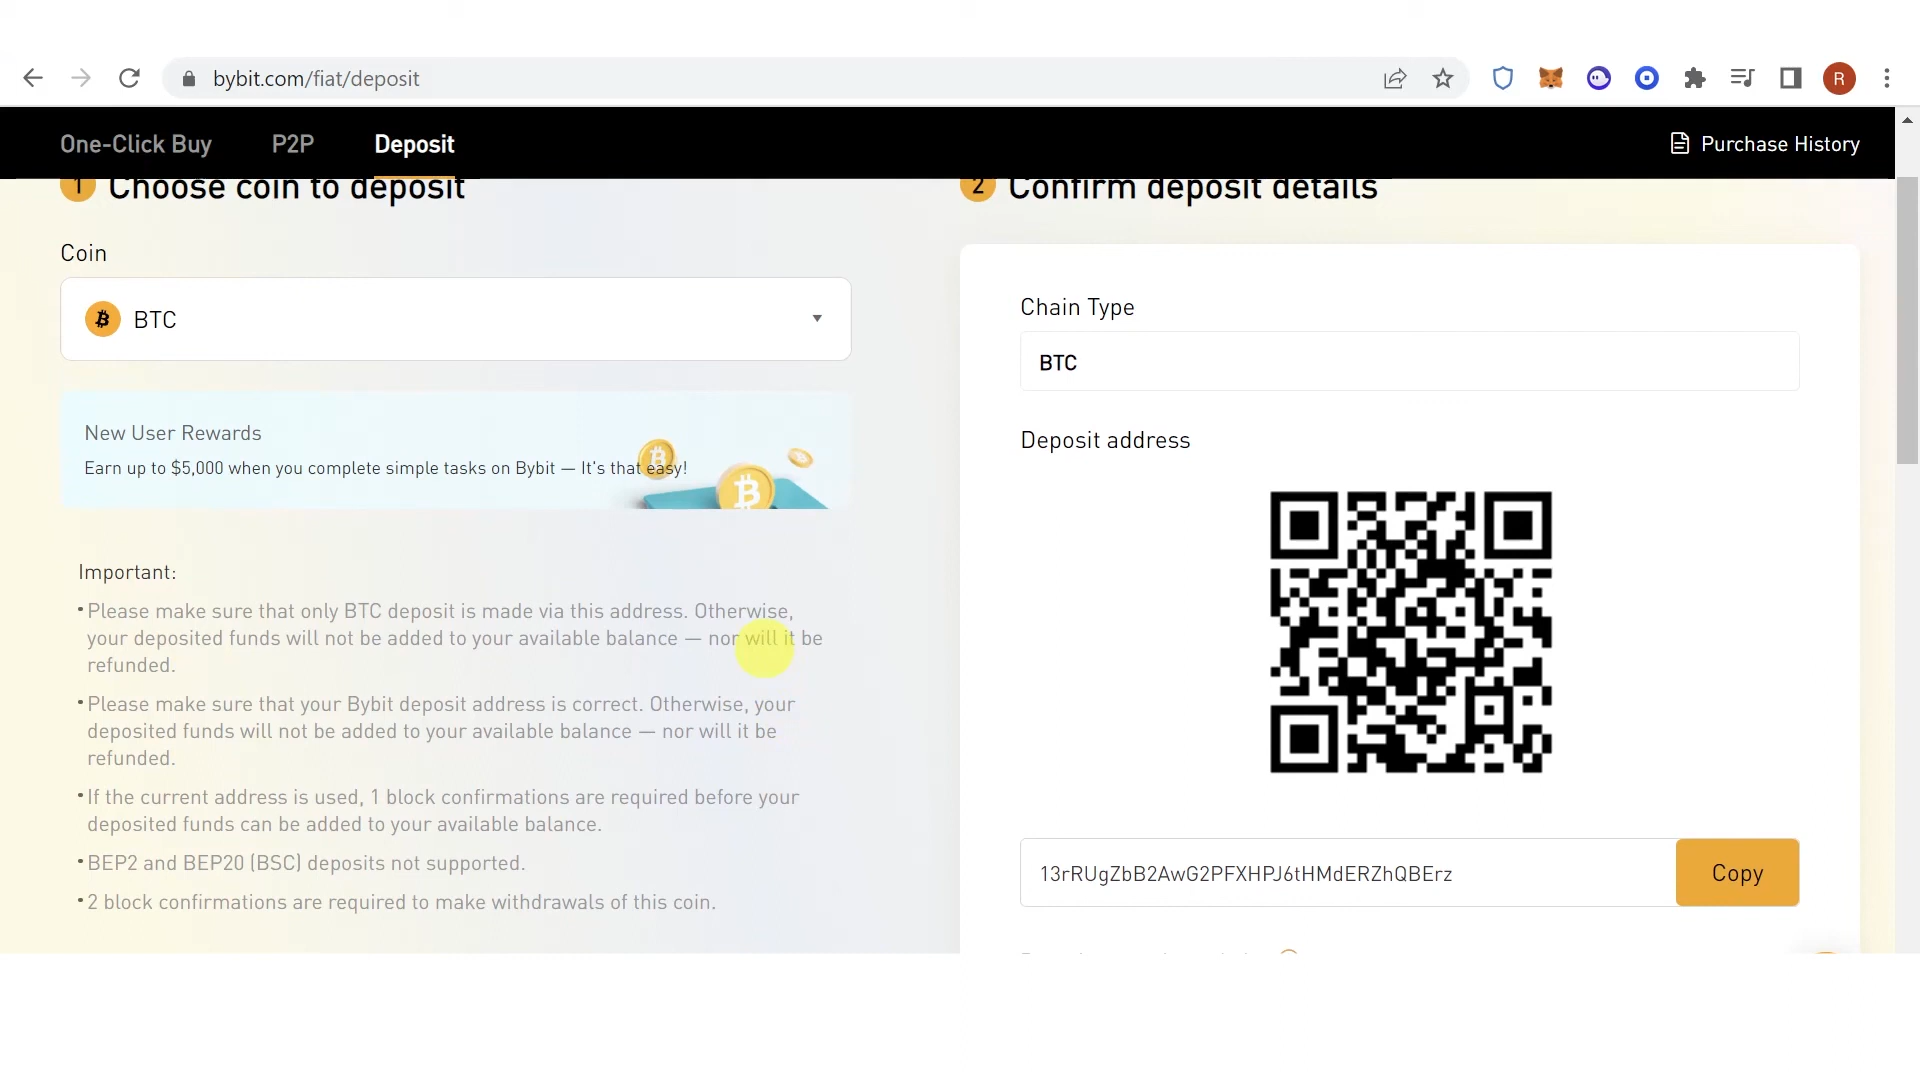 bybit.com/fiat/deposit
R
One-Click Buy
P2P
Deposit
Purchase History
1 Choose coin to deposit
Coin
BTC
New User Rewards
Earn up to $5,000 when you complete simple tasks on Bybit — It's that easy!
Important:
• Please make sure that only BTC deposit is made via this address. Otherwise,
your deposited funds will not be added to your available balance — nor will it be
refunded.
• Please make sure that your Bybit deposit address is correct. Otherwise, your
deposited funds will not be added to your available balance — nor will it be
refunded.
• If the current address is used, 1 block confirmations are required before your
deposited funds can be added to your available balance.
• BEP2 and BEP20 (BSC) deposits not supported.
• 2 block confirmations are required to make withdrawals of this coin.
2 Confirm deposit details
Chain Type
BTC
Deposit address
13rRUgZbB2AwG2PFXHPJ6tHMdERZhQBErz
Copy